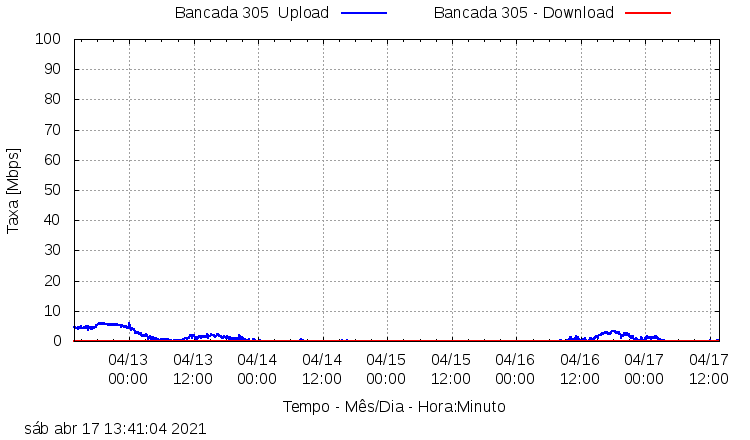 Bancada 305  Upload
Bancada 305 - Download
100
90
80
70
60
50
40
30
20
10
0
Taxa [Mbps]
04/13 04/13 04/14 04/14 04/15 04/15 04/16 04/16 04/17 04/17
00:00 12:00 00:00 12:00 00:00 12:00 00:00 12:00 00:00 12:00
Tempo - Mês/Dia - Hora:Minuto
sáb abr 17 13:41:04 2021